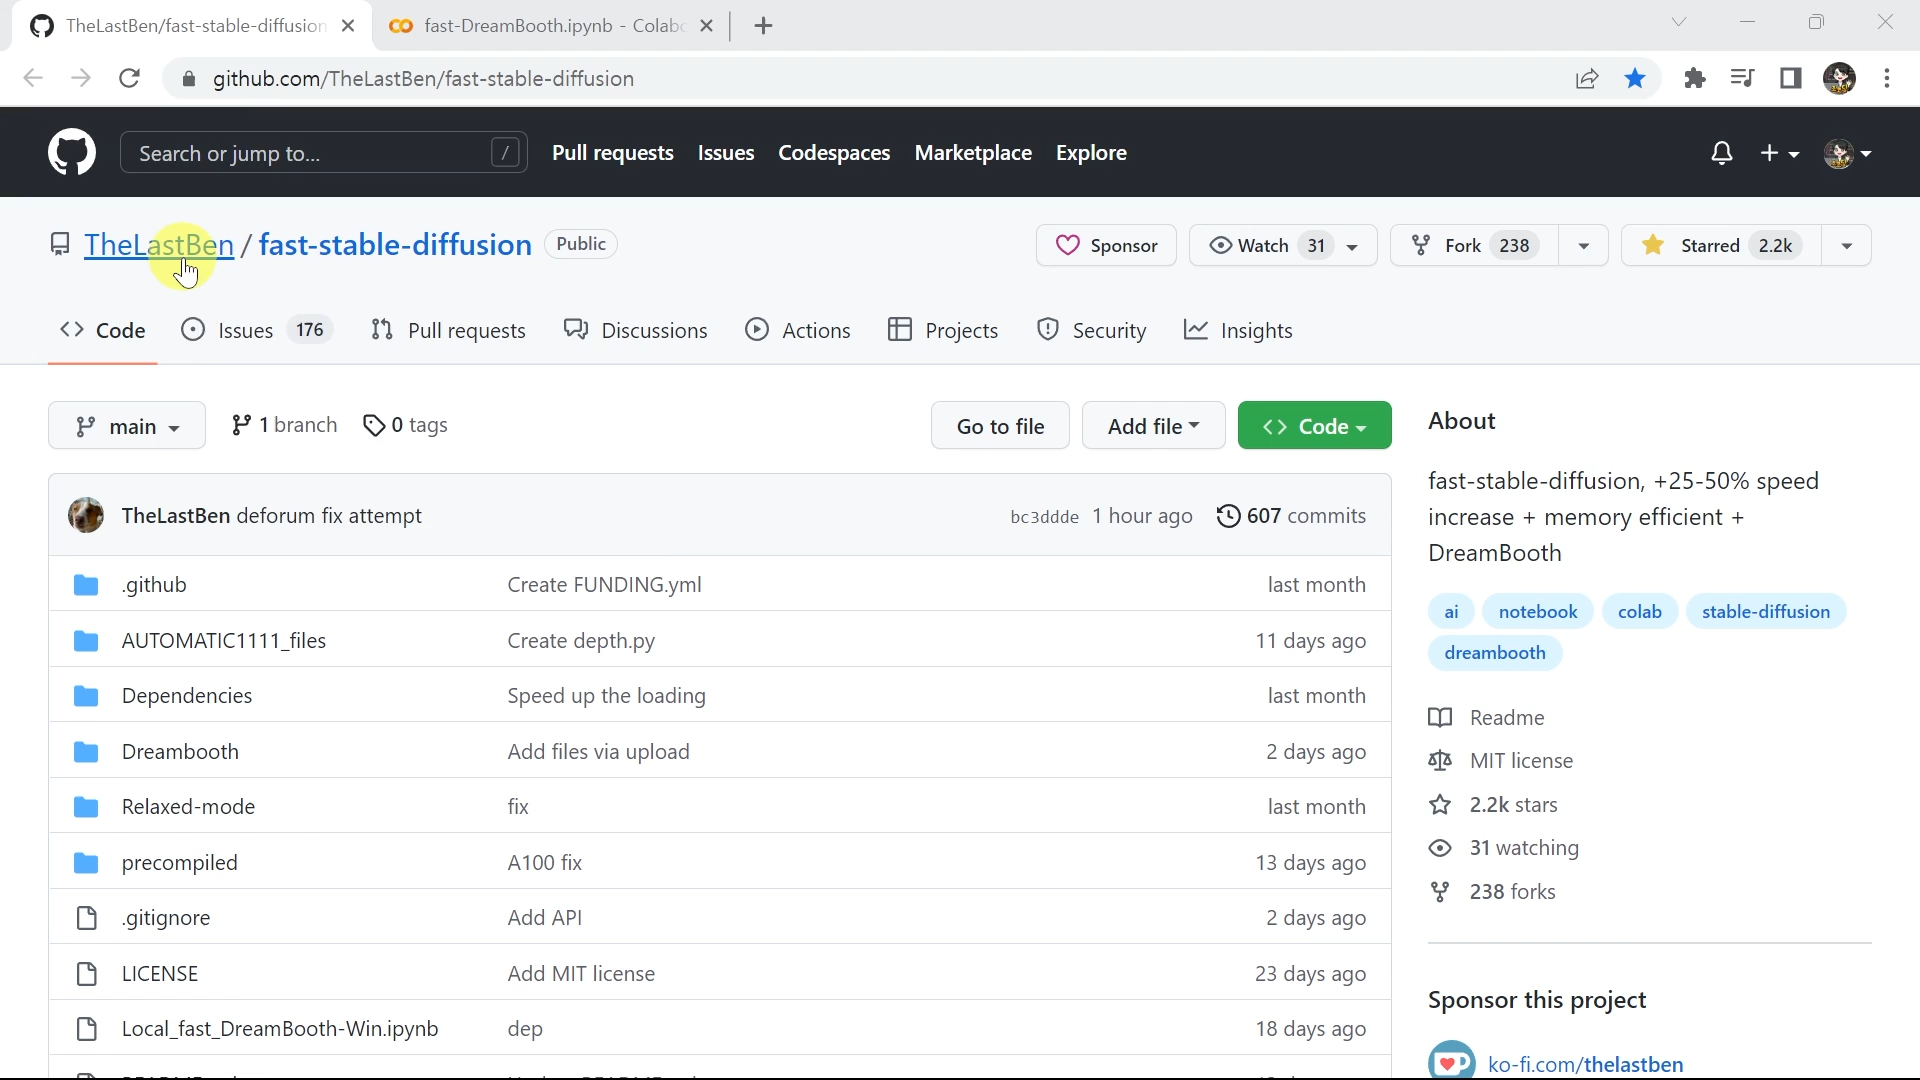 TheLastBen/fast-stable-diffusion
fast-DreamBooth.ipynb - Colabo
github.com/TheLastBen/fast-stable-diffusion
Search or jump to... /
Pull requests Issues Codespaces Marketplace Explore
TheLastBen / fast-stable-diffusion Public
Sponsor Watch 31 Fork 238 Starred 2.2k
Code Issues 176 Pull requests Discussions Actions Projects Security Insights
main 1 branch 0 tags Go to file Add file Code
TheLastBen deforum fix attempt bc3ddde 1 hour ago 607 commits
.github Create FUNDING.yml last month
AUTOMATIC1111_files Create depth.py 11 days ago
Dependencies Speed up the loading last month
Dreambooth Add files via upload 2 days ago
Relaxed-mode fix last month
precompiled A100 fix 13 days ago
.gitignore Add API 2 days ago
LICENSE Add MIT license 23 days ago
Local_fast_DreamBooth-Win.ipynb dep 18 days ago
About
fast-stable-diffusion, +25-50% speed
increase + memory efficient +
DreamBooth
ai notebook colab stable-diffusion
dreambooth
Readme
MIT license
2.2k stars
31 watching
238 forks
Sponsor this project
ko-fi.com/thelastben